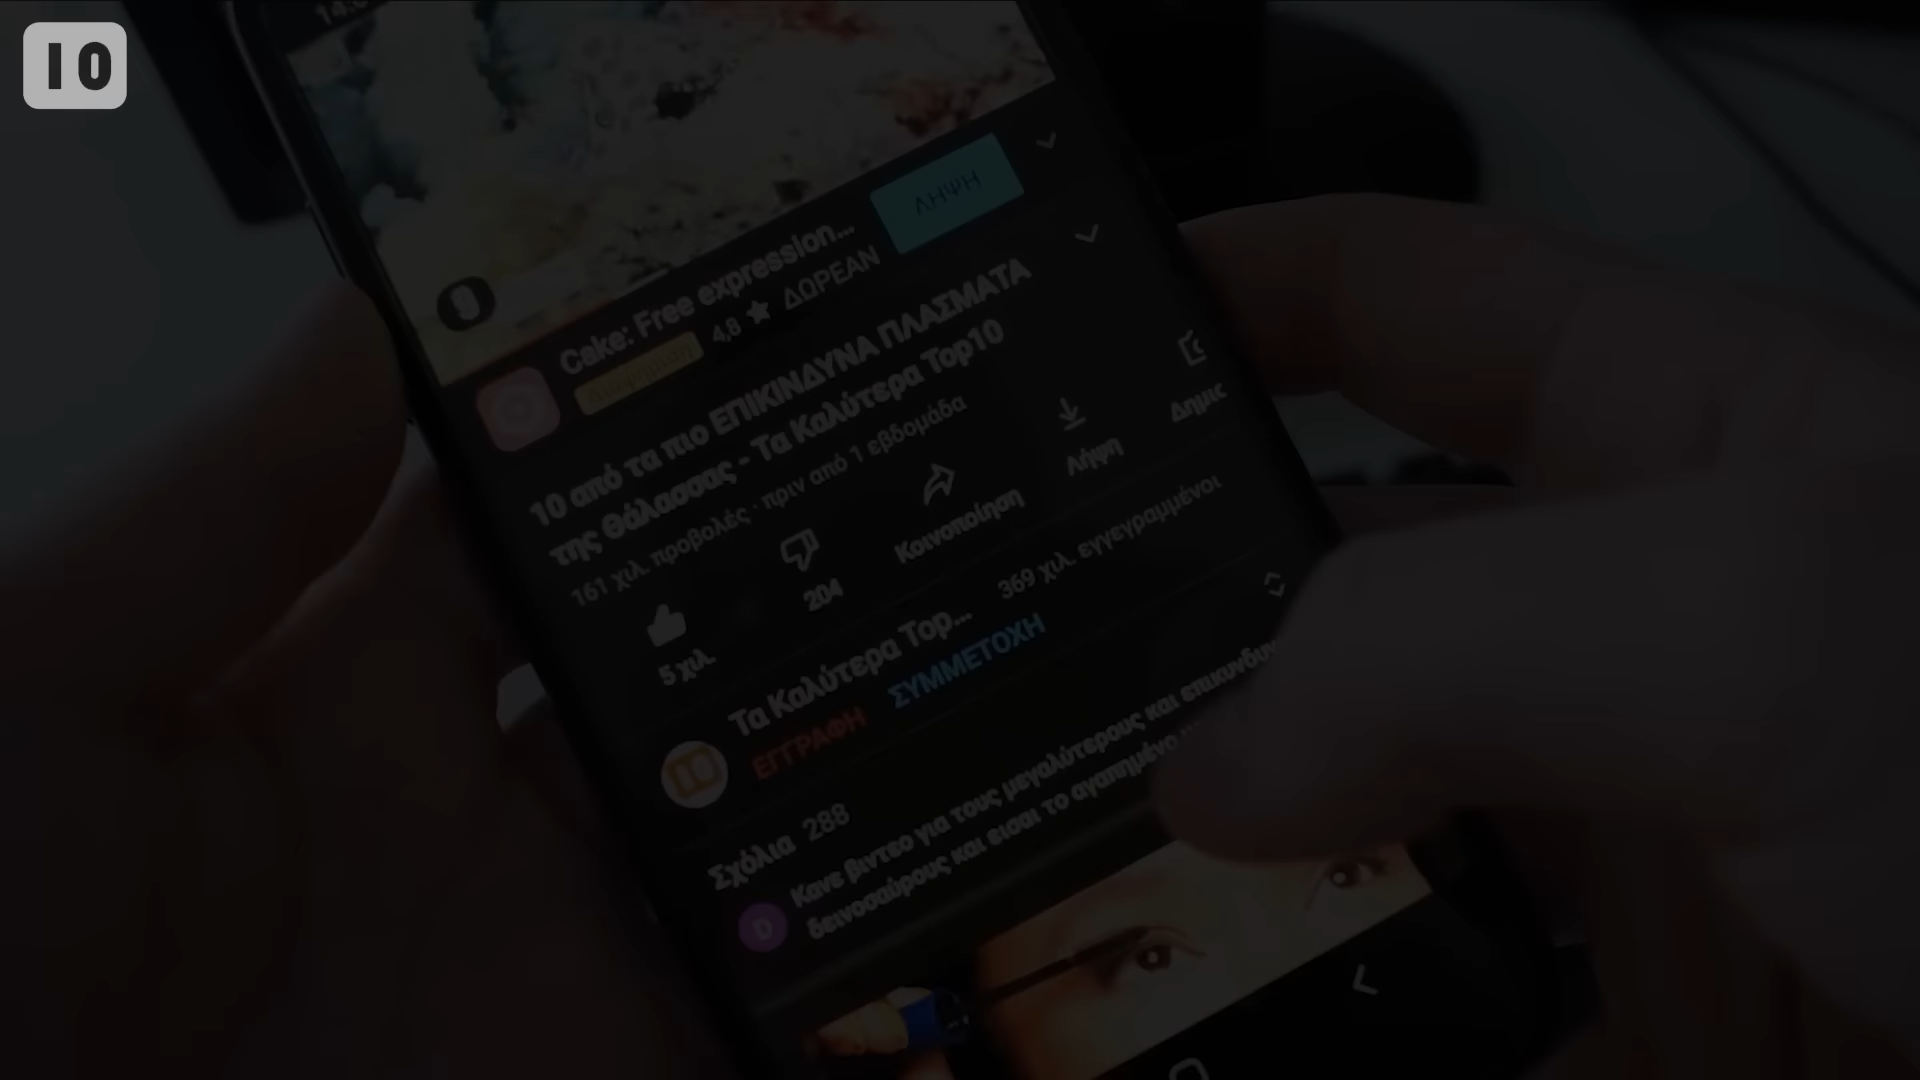 10
ΛΗΨΗ
Cake: Free expression...
4,8 ★ ΔΩΡΕΑΝ
10 από τα πιο ΕΠΙΚΙΝΔΥΝΑ ΠΛΑΣΜΑΤΑ
της Θάλασσας - Τα Καλύτερα Top10
161 χιλ. προβολές · πριν από 1 εβδομάδα
5 χιλ.
204
Κοινοποίηση
Λήψη
Τα Καλύτερα Top...
369 χιλ. εγγεγραμμένοι
ΕΓΓΡΑΦΗ
ΣΥΜΜΕΤΟΧΗ
Σχόλια 288
D
Κανε βιντεο για τους μεγαλύτερους και
δεινοσαύρους και εισαι το αγαπημένο